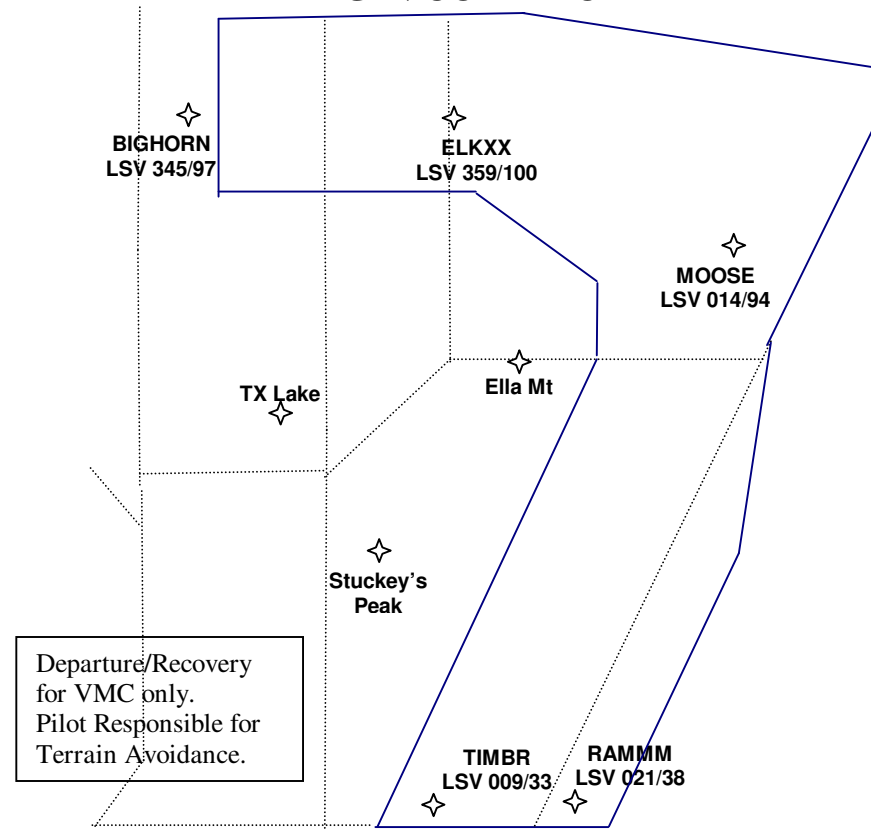 BIGHORN
LSV 345/97
ELKXX
LSV 359/100
MOOSE
LSV 014/94
TX Lake
Ella Mt
Stuckey's
Peak
Departure/Recovery
for VMC only.
Pilot Responsible for
Terrain Avoidance.
TIMBR
LSV 009/33
RAMMM
LSV 021/38